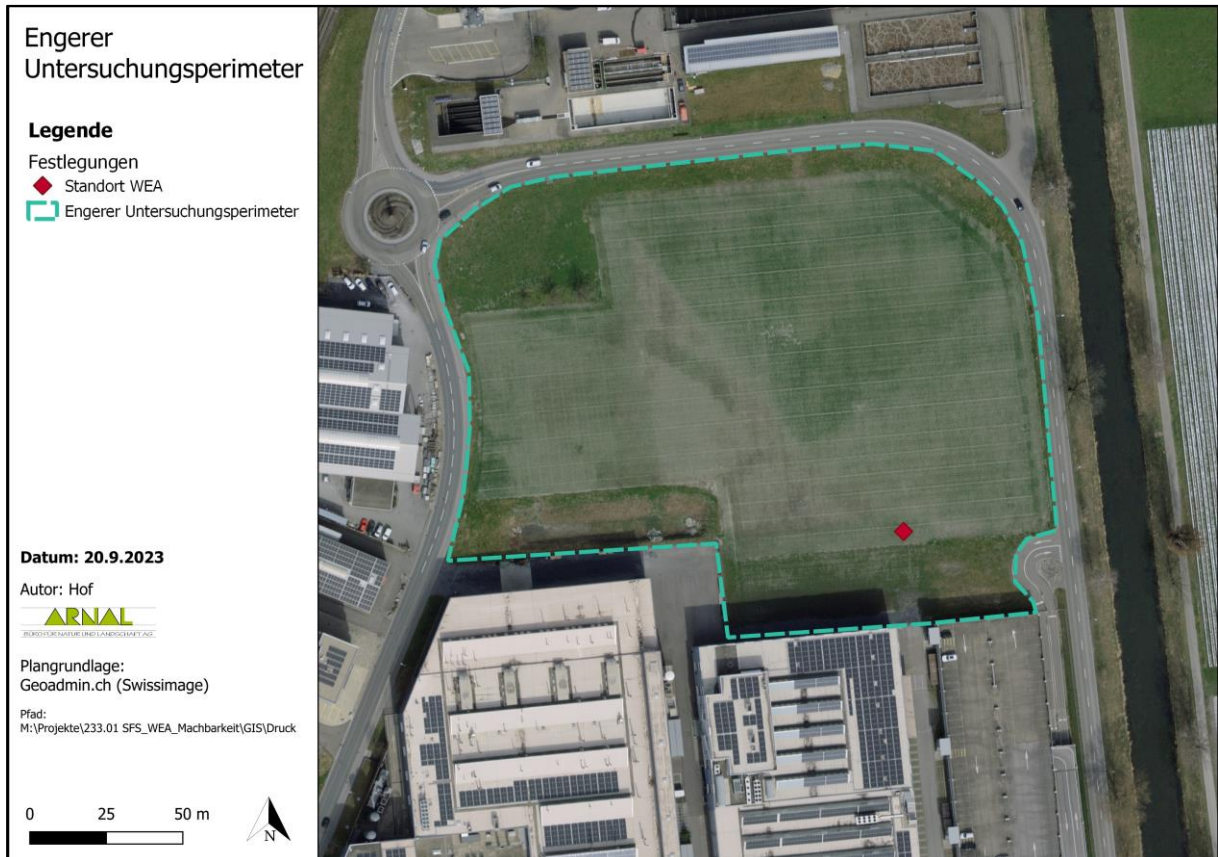 Engerer
Untersuchungsperimeter
Legende
Festlegungen
Standort WEA
Engerer Untersuchungsperimeter
Datum: 20.9.2023
Autor: Hof
ARNAL
BÜRO FÜR NATUR UND LANDSCHAFT AG
Plangrundlage:
Geoadmin.ch (Swissimage)
Pfad:
M:\Projekte\233.01 SFS_WEA_Machbarkeit\GIS\Druck
0 25 50 m
N